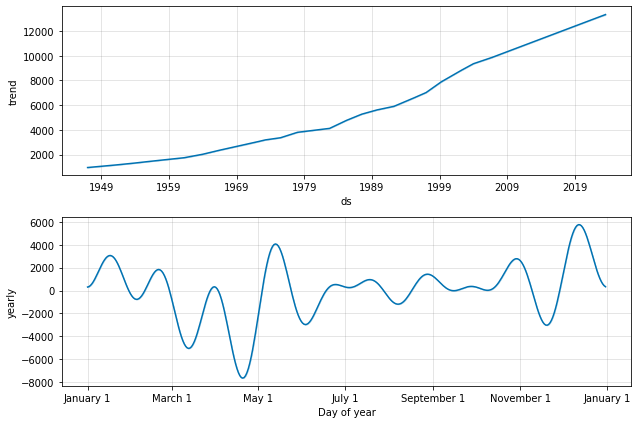 12000
10000
8000
6000
4000
2000
trend
1949 1959 1969 1979 1989 1999 2009 2019
ds
6000
4000
2000
0
−2000
−4000
−6000
−8000
yearly
January 1 March 1 May 1 July 1 September 1 November 1 January 1
Day of year